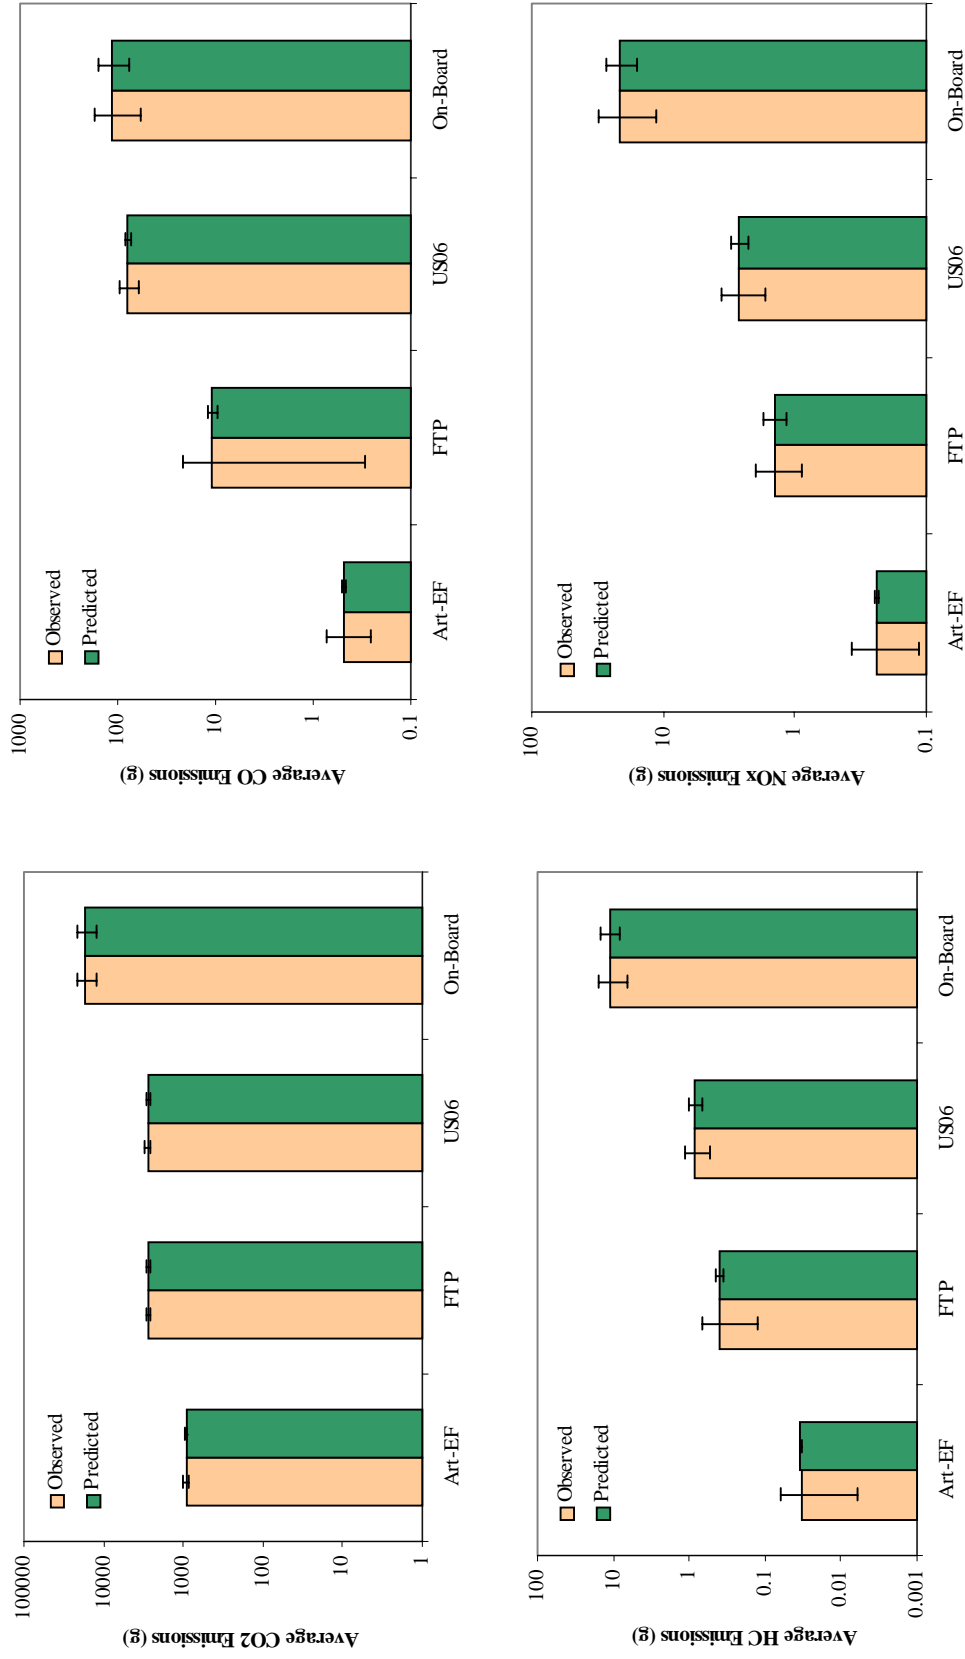 Average CO2 Emissions (g)
100000
10000
1000
100
10
1
Observed
Predicted
Art-EF
FTP
US06
On-Board
Average CO Emissions (g)
1000
100
10
1
0.1
Observed
Predicted
Art-EF
FTP
US06
On-Board
Average HC Emissions (g)
100
10
1
0.1
0.01
0.001
Observed
Predicted
Art-EF
FTP
US06
On-Board
Average NOx Emissions (g)
100
10
1
0.1
Observed
Predicted
Art-EF
FTP
US06
On-Board